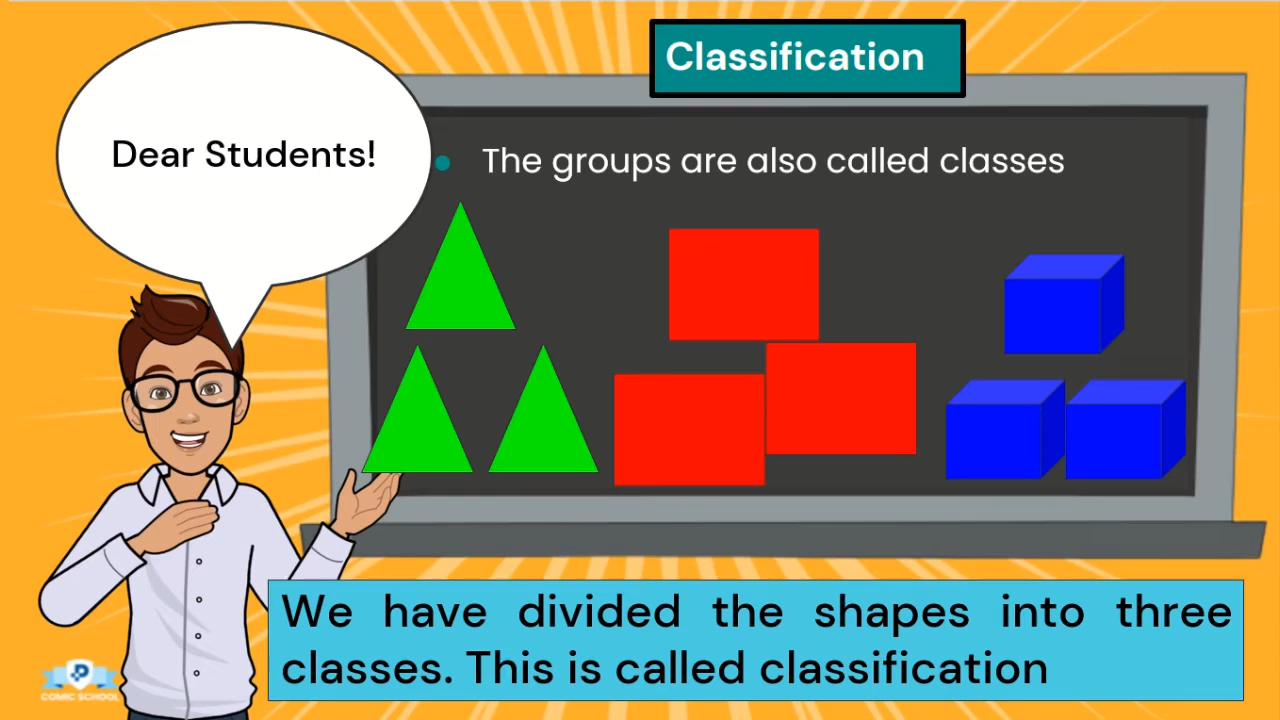 Classification
Dear Students!
The groups are also called classes
We have divided the shapes into three
classes. This is called classification
COMIC SCHOOL